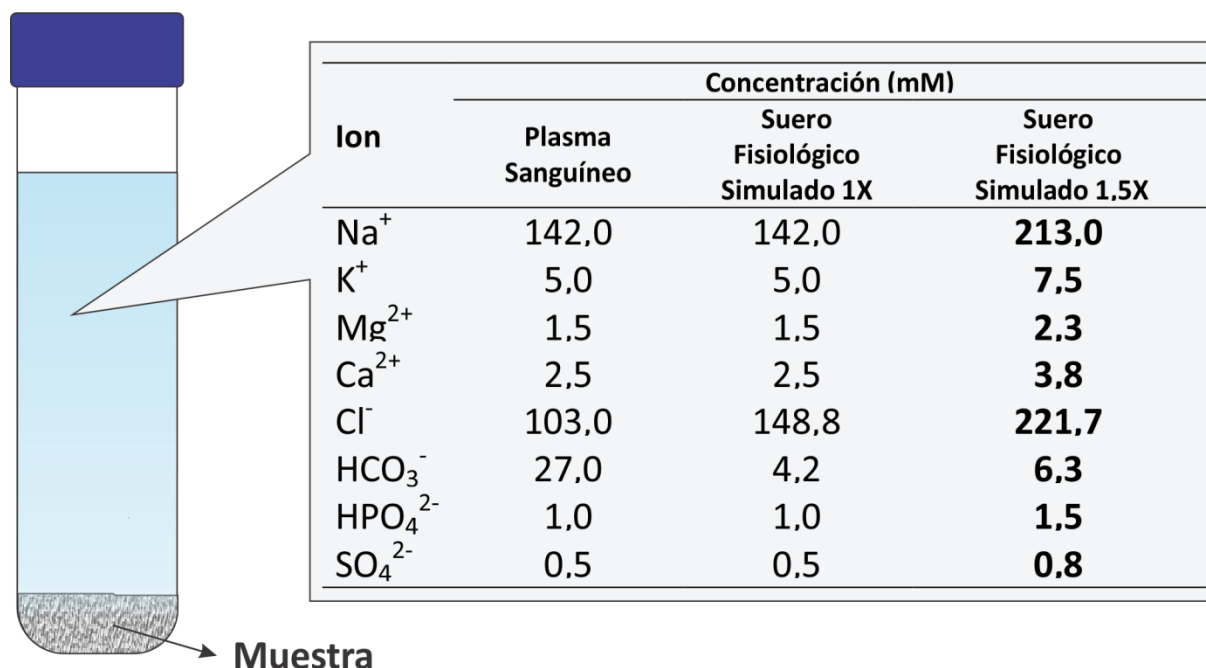 Concentración (mM)
Ion Plasma Sanguíneo Suero Fisiológico Simulado 1X Suero Fisiológico Simulado 1,5X
Na⁺ 142,0 142,0 213,0
K⁺ 5,0 5,0 7,5
Mg²⁺ 1,5 1,5 2,3
Ca²⁺ 2,5 2,5 3,8
Cl⁻ 103,0 148,8 221,7
HCO₃⁻ 27,0 4,2 6,3
HPO₄²⁻ 1,0 1,0 1,5
SO₄²⁻ 0,5 0,5 0,8
Muestra